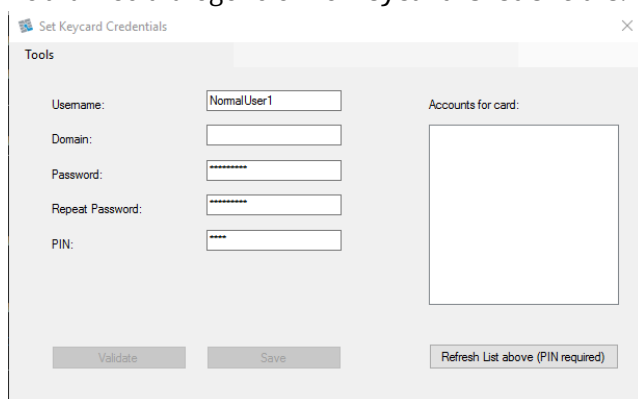 Set Keycard Credentials
Tools
Username:
NormalUser1
Accounts for card:
Domain:
Password:
*********
Repeat Password:
*********
PIN:
****
Validate
Save
Refresh List above (PIN required)